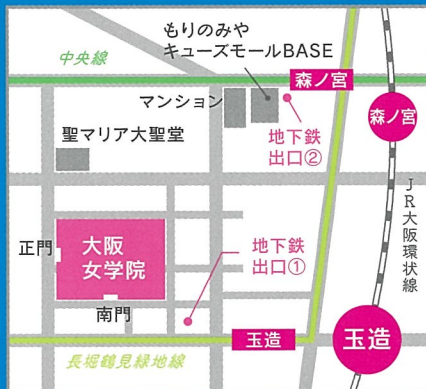 もりのみや
キューズモールBASE
中央線
森ノ宮
マンション
森ノ宮
地下鉄
出口②
聖マリア大聖堂
JR大阪環状線
正門
大阪
女学院
地下鉄
出口①
南門
玉造
玉造
長堀鶴見緑地線